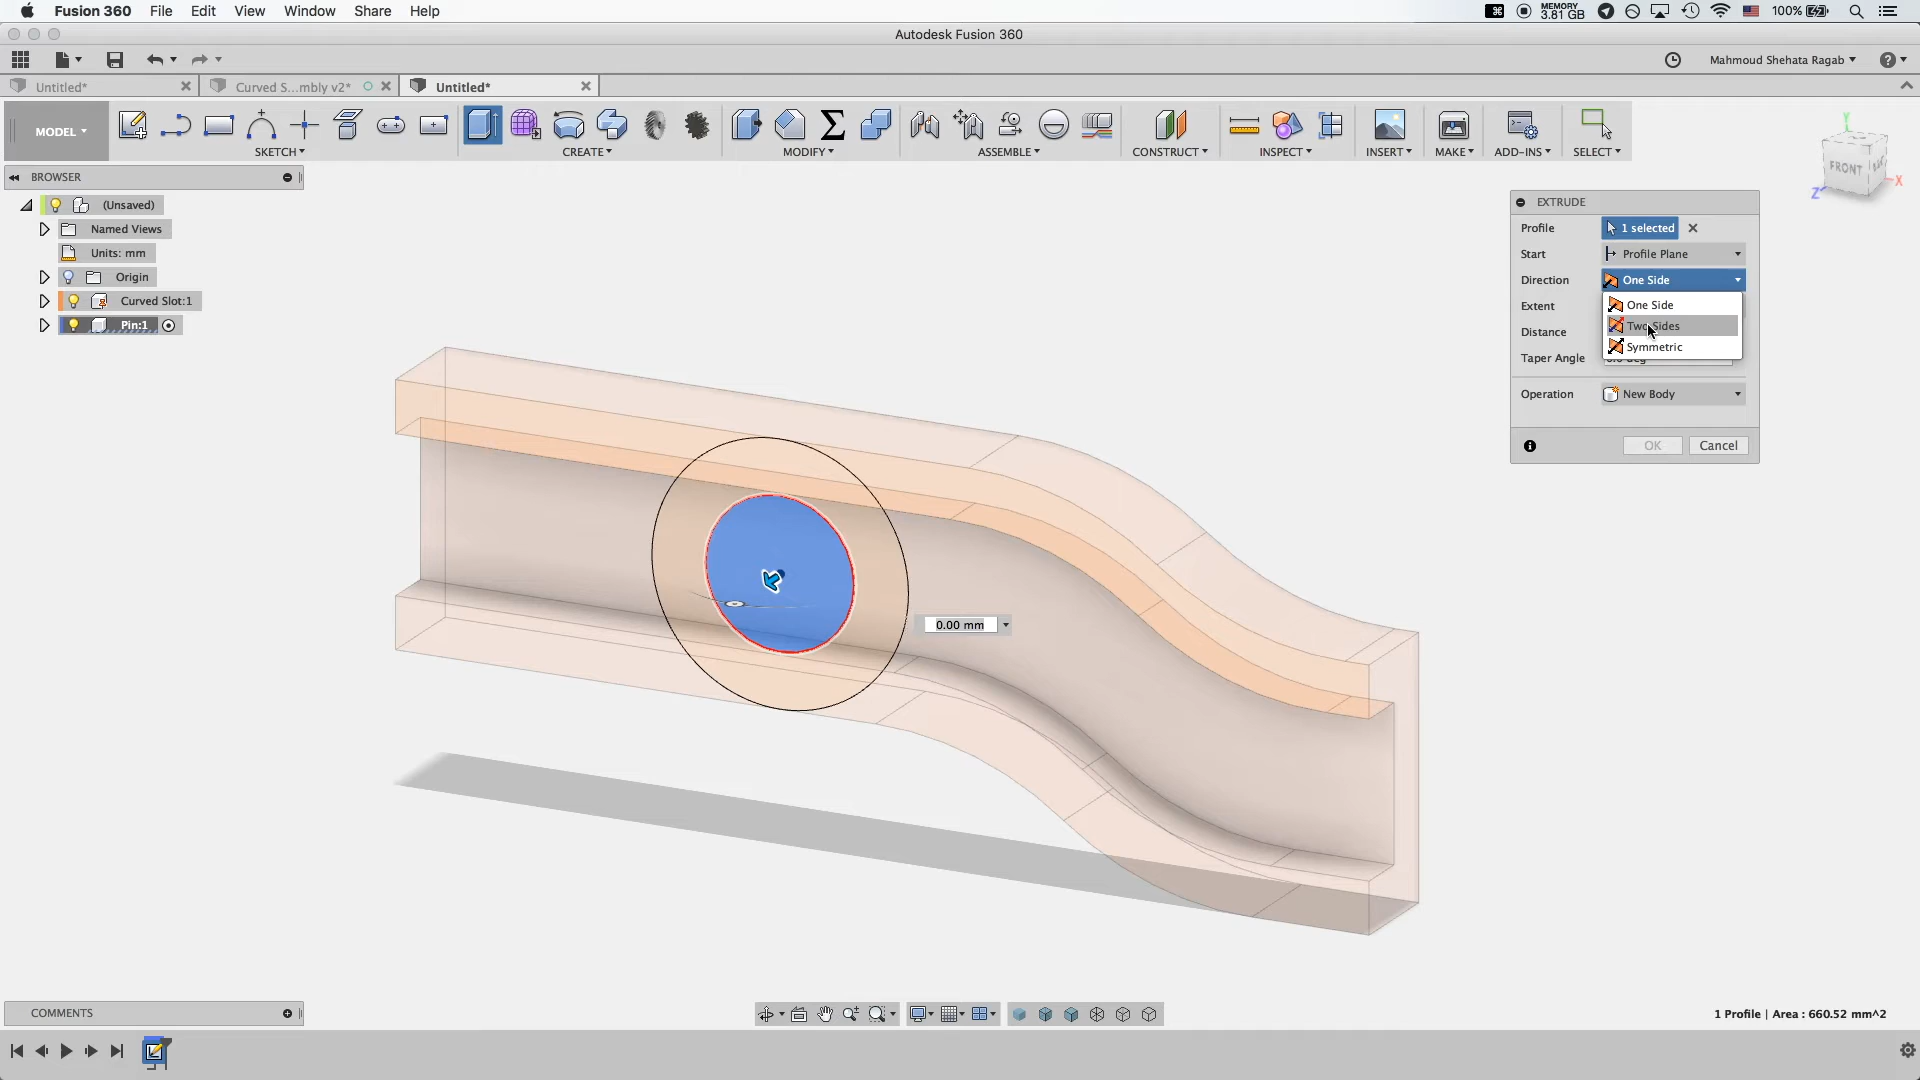 Fusion 360 File Edit View Window Share Help MEMORY 3.81 GB 100%
Autodesk Fusion 360
Mahmoud Shehata Ragab
Untitled* Curved S...mbly v2* Untitled*
MODEL SKETCH CREATE MODIFY ASSEMBLE CONSTRUCT INSPECT INSERT MAKE ADD-INS SELECT
BROWSER
(Unsaved)
Named Views
Units: mm
Origin
Curved Slot:1
Pin:1
Y
FRONT
X
Z
EXTRUDE
Profile 1 selected
Start Profile Plane
Direction One Side
One Side
Extent
Two Sides
Distance
Symmetric
Taper Angle
Operation New Body
OK Cancel
0.00 mm
COMMENTS
1 Profile | Area : 660.52 mm^2